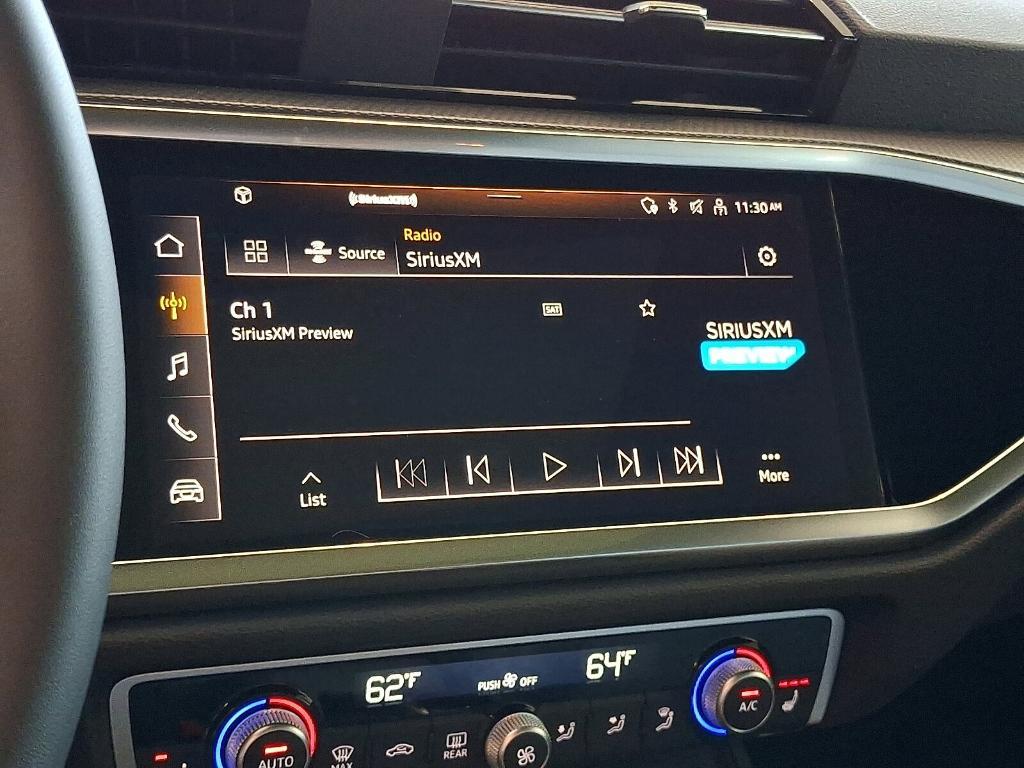 ((SiriusXM))
11:30 AM
Source
Radio
SiriusXM
Ch 1
SiriusXM Preview
SAT
SIRIUSXM
PREVIEW
List
More
62°F
PUSH OFF
64°F
AUTO
MAX
REAR
A/C